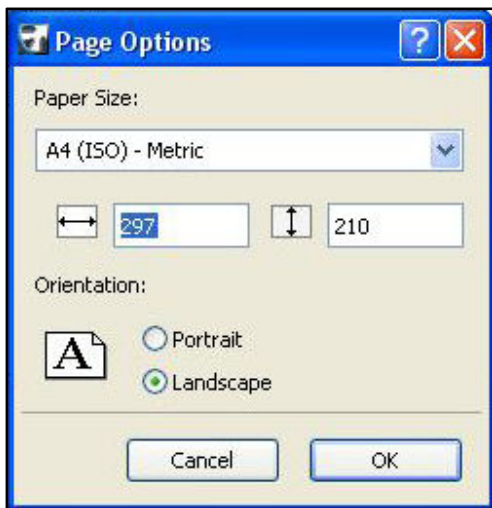 Page Options
Paper Size:
A4 (ISO) - Metric
297 210
Orientation:
A Portrait
Landscape
Cancel OK